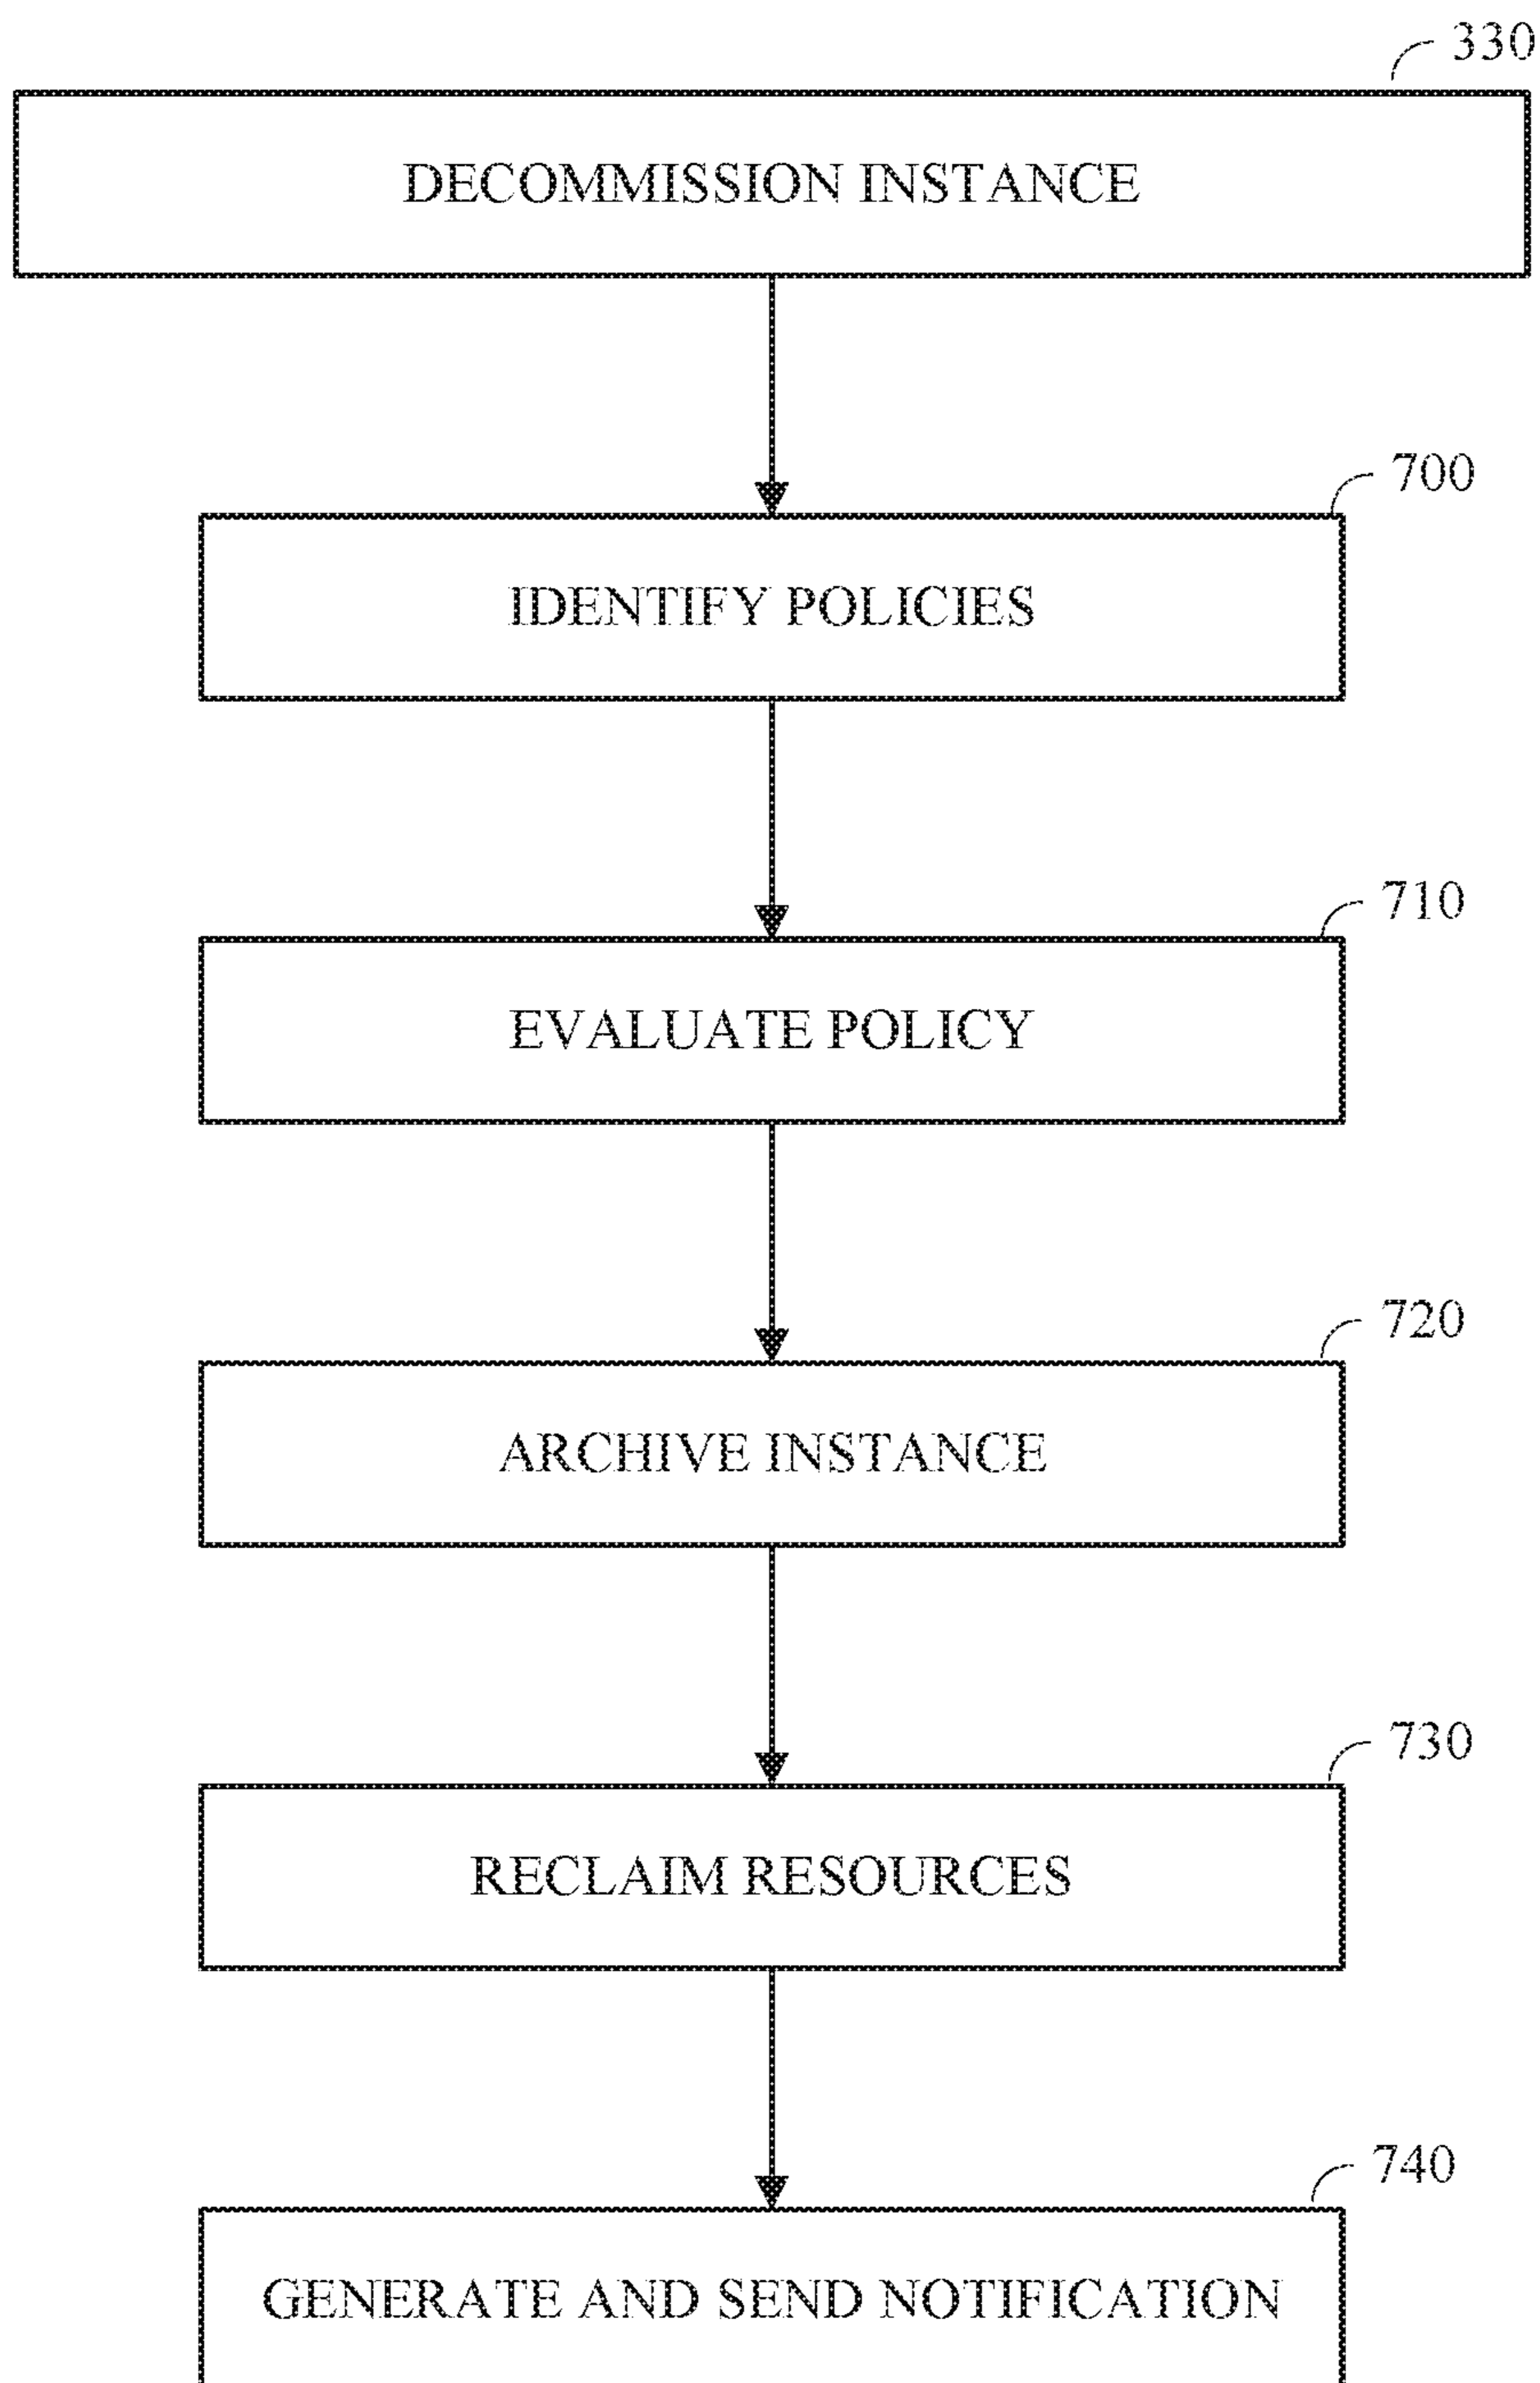 330
DECOMMISSION INSTANCE
700
IDENTIFY POLICIES
710
EVALUATE POLICY
720
ARCHIVE INSTANCE
730
RECLAIM RESOURCES
740
GENERATE AND SEND NOTIFICATION